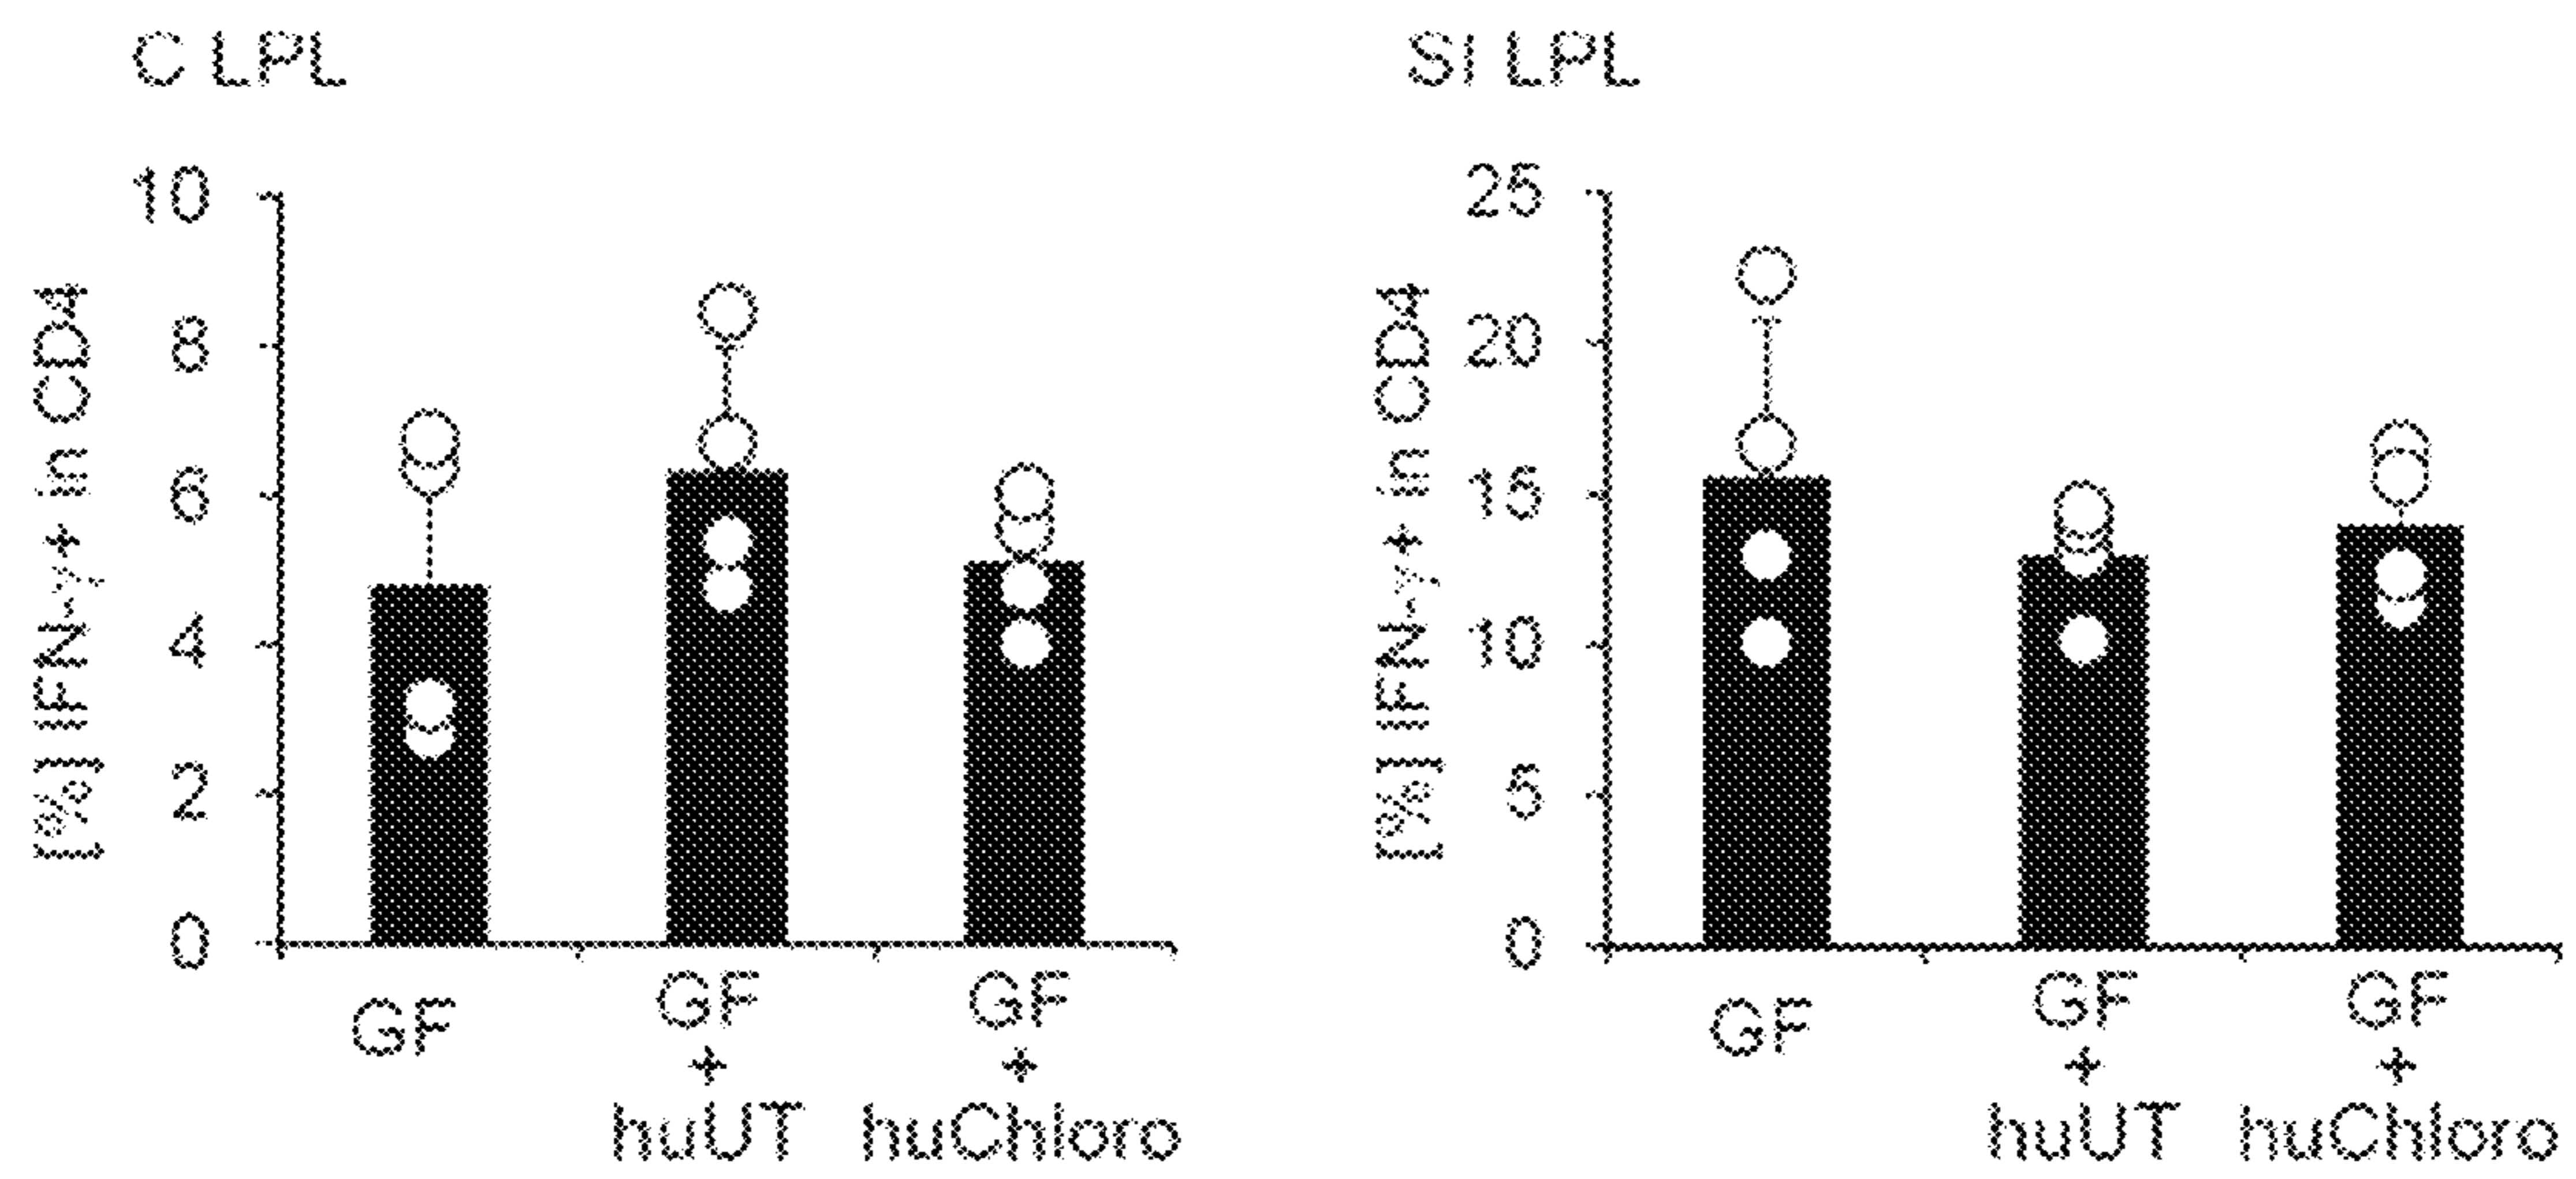 C LPL
[%] IFN-γ+ in CD4
10
8
6
4
2
0
GF
GF
+
huUT
GF
+
huChloro
SI LPL
[%] IFN-γ+ in CD4
25
20
15
10
5
0
GF
GF
+
huUT
GF
+
huChloro